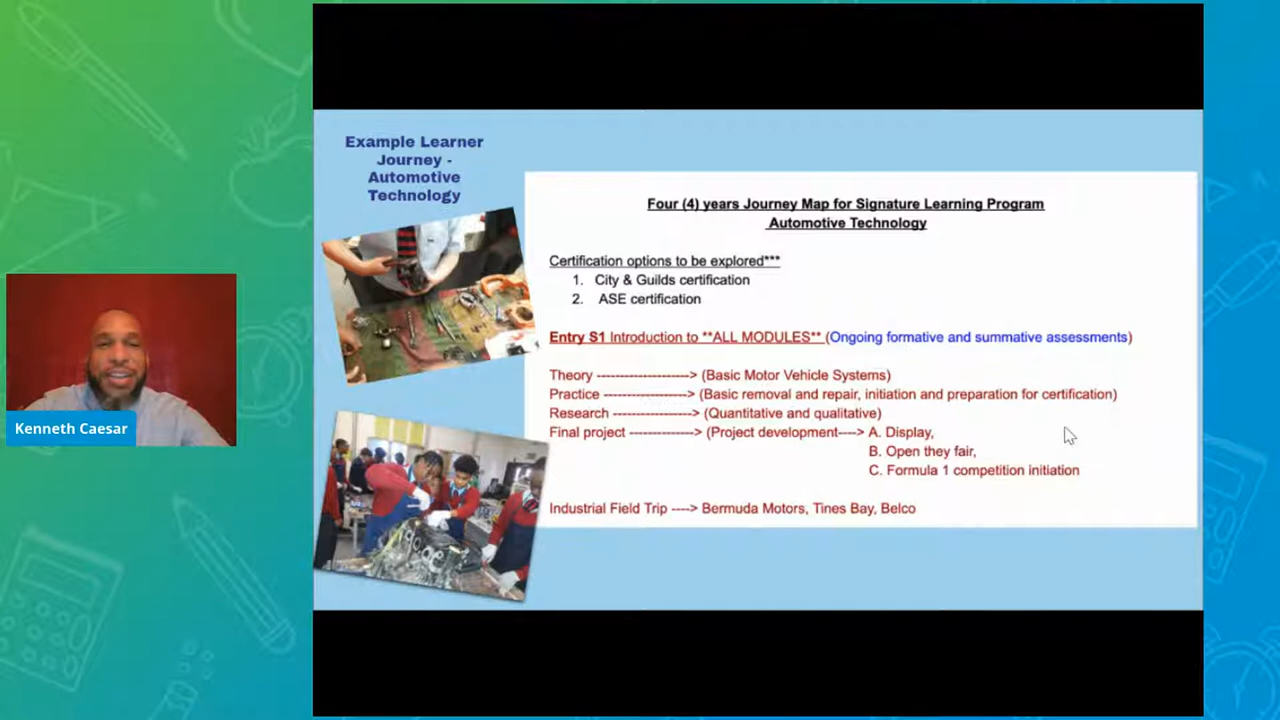 Example Learner
Journey -
Automotive
Technology
Four (4) years Journey Map for Signature Learning Program
Automotive Technology
Certification options to be explored***
1. City & Guilds certification
2. ASE certification
Entry S1 Introduction to **ALL MODULES** (Ongoing formative and summative assessments)
Theory ---------------------> (Basic Motor Vehicle Systems)
Practice -------------------> (Basic removal and repair, initiation and preparation for certification)
Research ------------------> (Quantitative and qualitative)
Final project --------------> (Project development----> A. Display,
B. Open they fair,
C. Formula 1 competition initiation
Industrial Field Trip ----> Bermuda Motors, Tines Bay, Belco
Kenneth Caesar